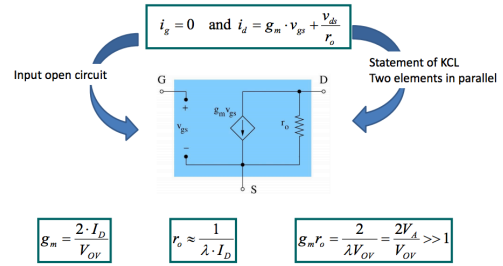 i_g = 0 and i_d = g_m · v_gs + v_ds / r_o
Input open circuit
Statement of KCL
Two elements in parallel
G
D
+
v_gs
–
g_m v_gs
r_o
S
g_m = 2·I_D / V_OV
r_o ≈ 1 / λ·I_D
g_m r_o = 2 / λV_OV = 2V_A / V_OV >> 1